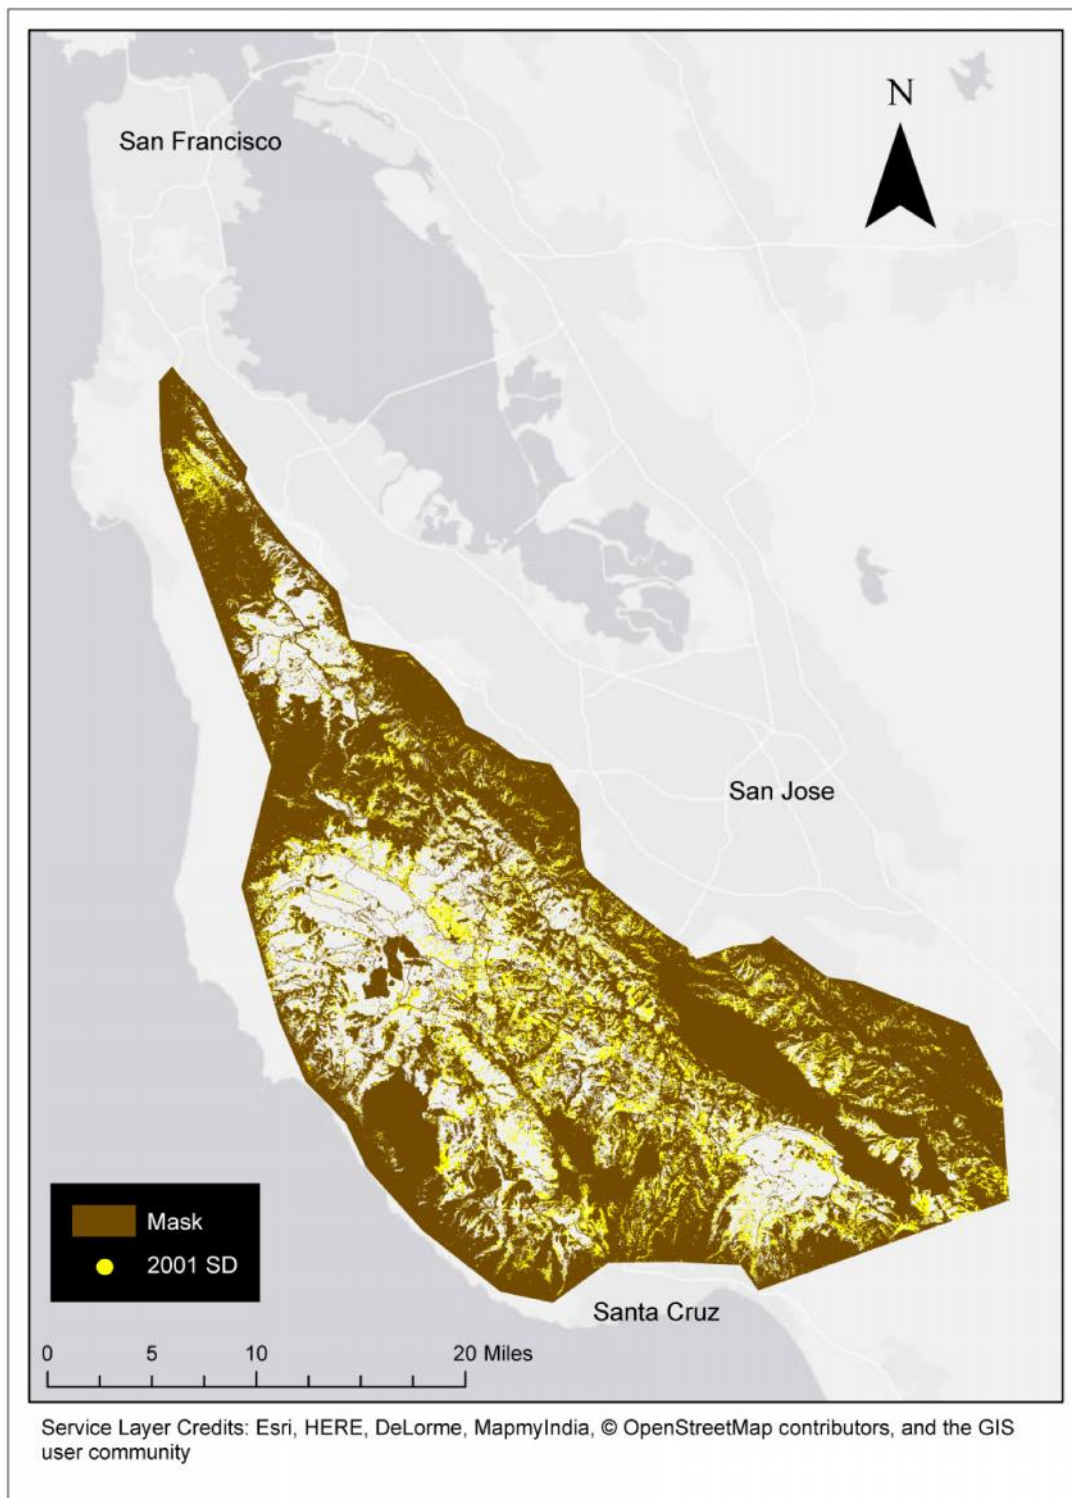 San Francisco
N
San Jose
Mask
2001 SD
Santa Cruz
0 5 10 20 Miles
Service Layer Credits: Esri, HERE, DeLorme, MapmyIndia, © OpenStreetMap contributors, and the GIS
user community